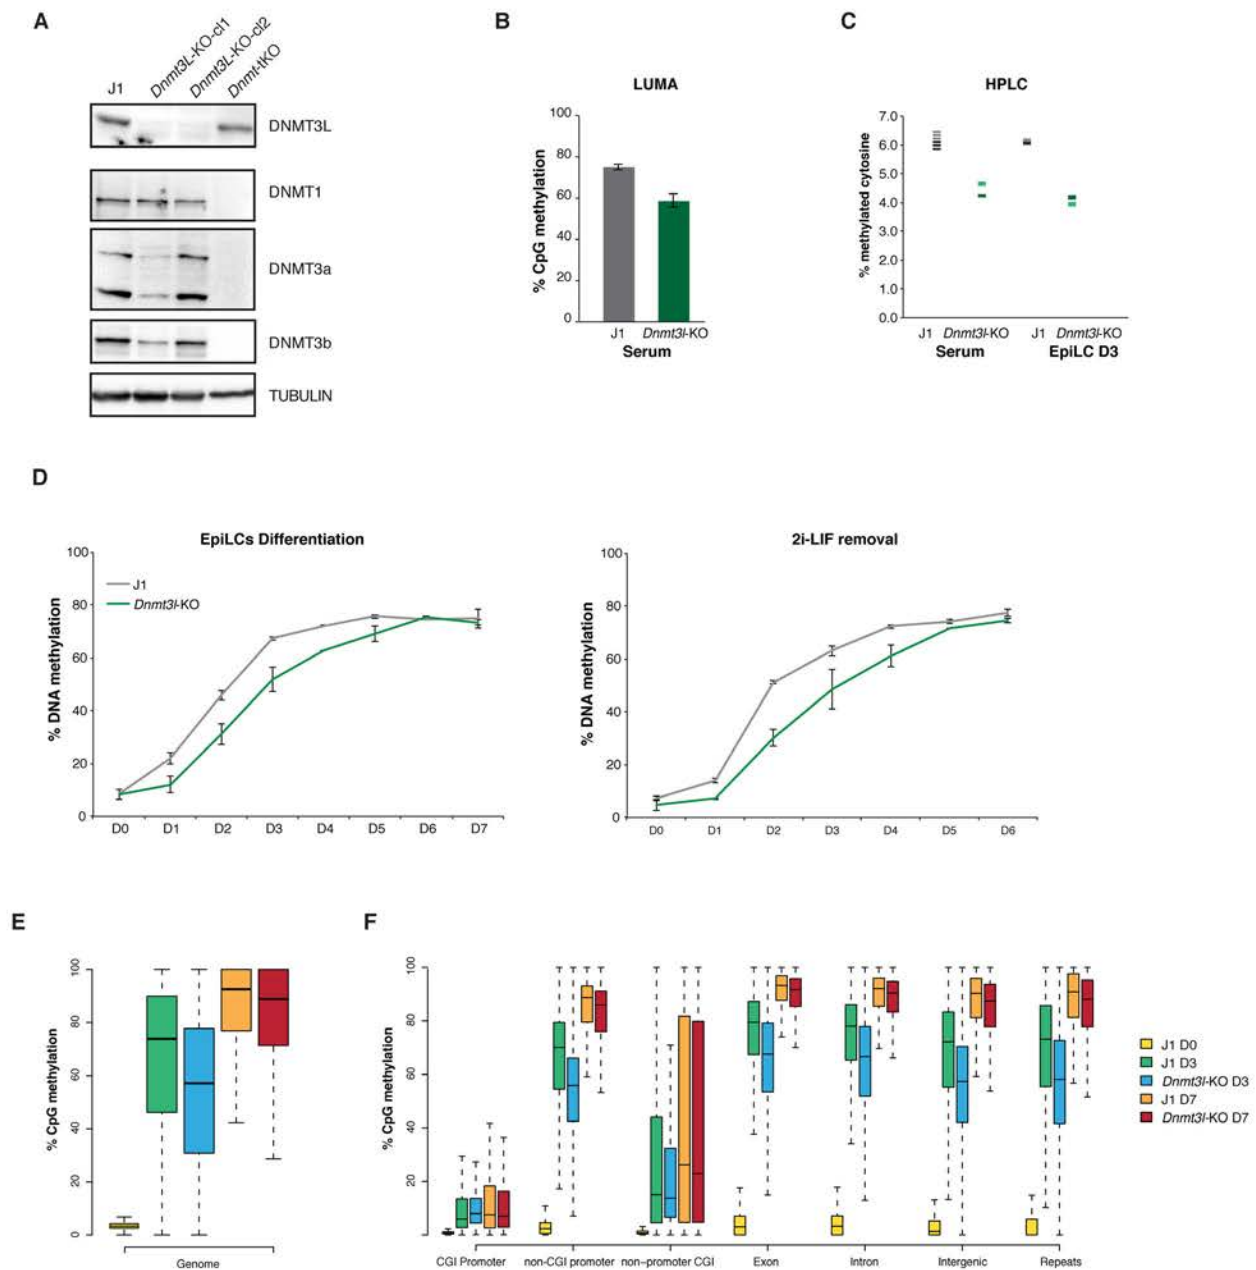 A
J1
Dnmt3L-KO-cl1
Dnmt3L-KO-cl2
Dnmt-tKO
DNMT3L
DNMT1
DNMT3a
DNMT3b
TUBULIN
B
LUMA
% CpG methylation
100
80
60
40
20
0
J1 Dnmt3l-KO
Serum
C
HPLC
% methylated cytosine
7.0
6.0
5.0
4.0
3.0
2.0
1.0
0.0
J1 Dnmt3l-KO J1 Dnmt3l-KO
Serum EpiLC D3
D
EpiLCs Differentiation
J1
Dnmt3l-KO
% DNA methylation
100
80
60
40
20
0
D0 D1 D2 D3 D4 D5 D6 D7
2i-LIF removal
% DNA methylation
100
80
60
40
20
0
D0 D1 D2 D3 D4 D5 D6
E
% CpG methylation
100
80
60
40
20
0
Genome
F
% CpG methylation
100
80
60
40
20
CGI Promoter non-CGI promoter non-promoter CGI Exon Intron Intergenic Repeats
J1 D0
J1 D3
Dnmt3l-KO D3
J1 D7
Dnmt3l-KO D7